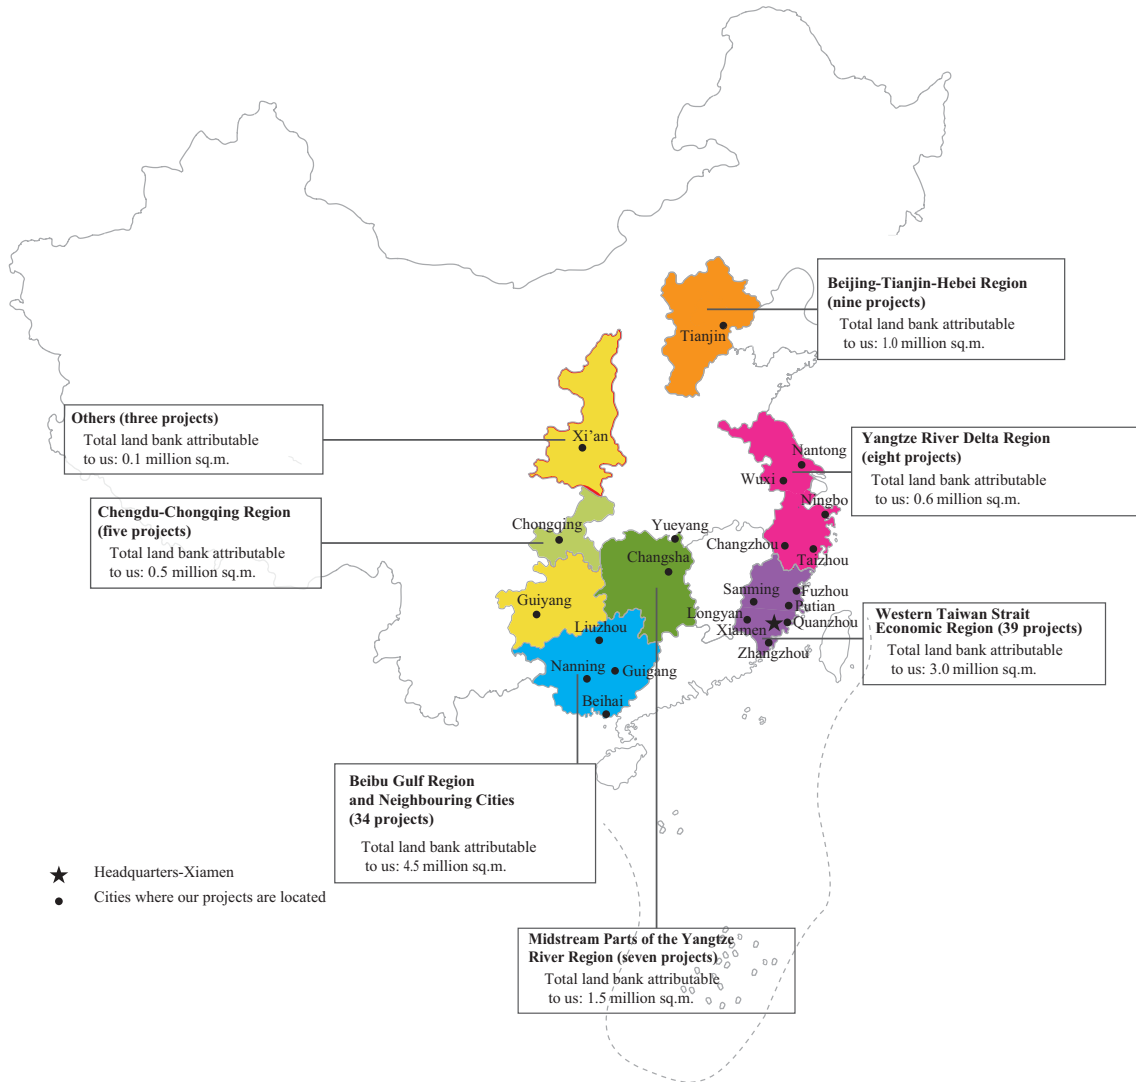 Beijing-Tianjin-Hebei Region
(nine projects)
Total land bank attributable
to us: 1.0 million sq.m.
Tianjin
Others (three projects)
Total land bank attributable
to us: 0.1 million sq.m.
Xi’an
Yangtze River Delta Region
(eight projects)
Total land bank attributable
to us: 0.6 million sq.m.
Nantong
Wuxi
Ningbo
Changzhou
Taizhou
Chengdu-Chongqing Region
(five projects)
Total land bank attributable
to us: 0.5 million sq.m.
Chongqing
Yueyang
Changsha
Guiyang
Sanming
Fuzhou
Putian
Longyan
Quanzhou
Xiamen
Zhangzhou
Western Taiwan Strait
Economic Region (39 projects)
Total land bank attributable
to us: 3.0 million sq.m.
Liuzhou
Nanning
Guigang
Beihai
Beibu Gulf Region
and Neighbouring Cities
(34 projects)
Total land bank attributable
to us: 4.5 million sq.m.
Headquarters-Xiamen
Cities where our projects are located
Midstream Parts of the Yangtze
River Region (seven projects)
Total land bank attributable
to us: 1.5 million sq.m.